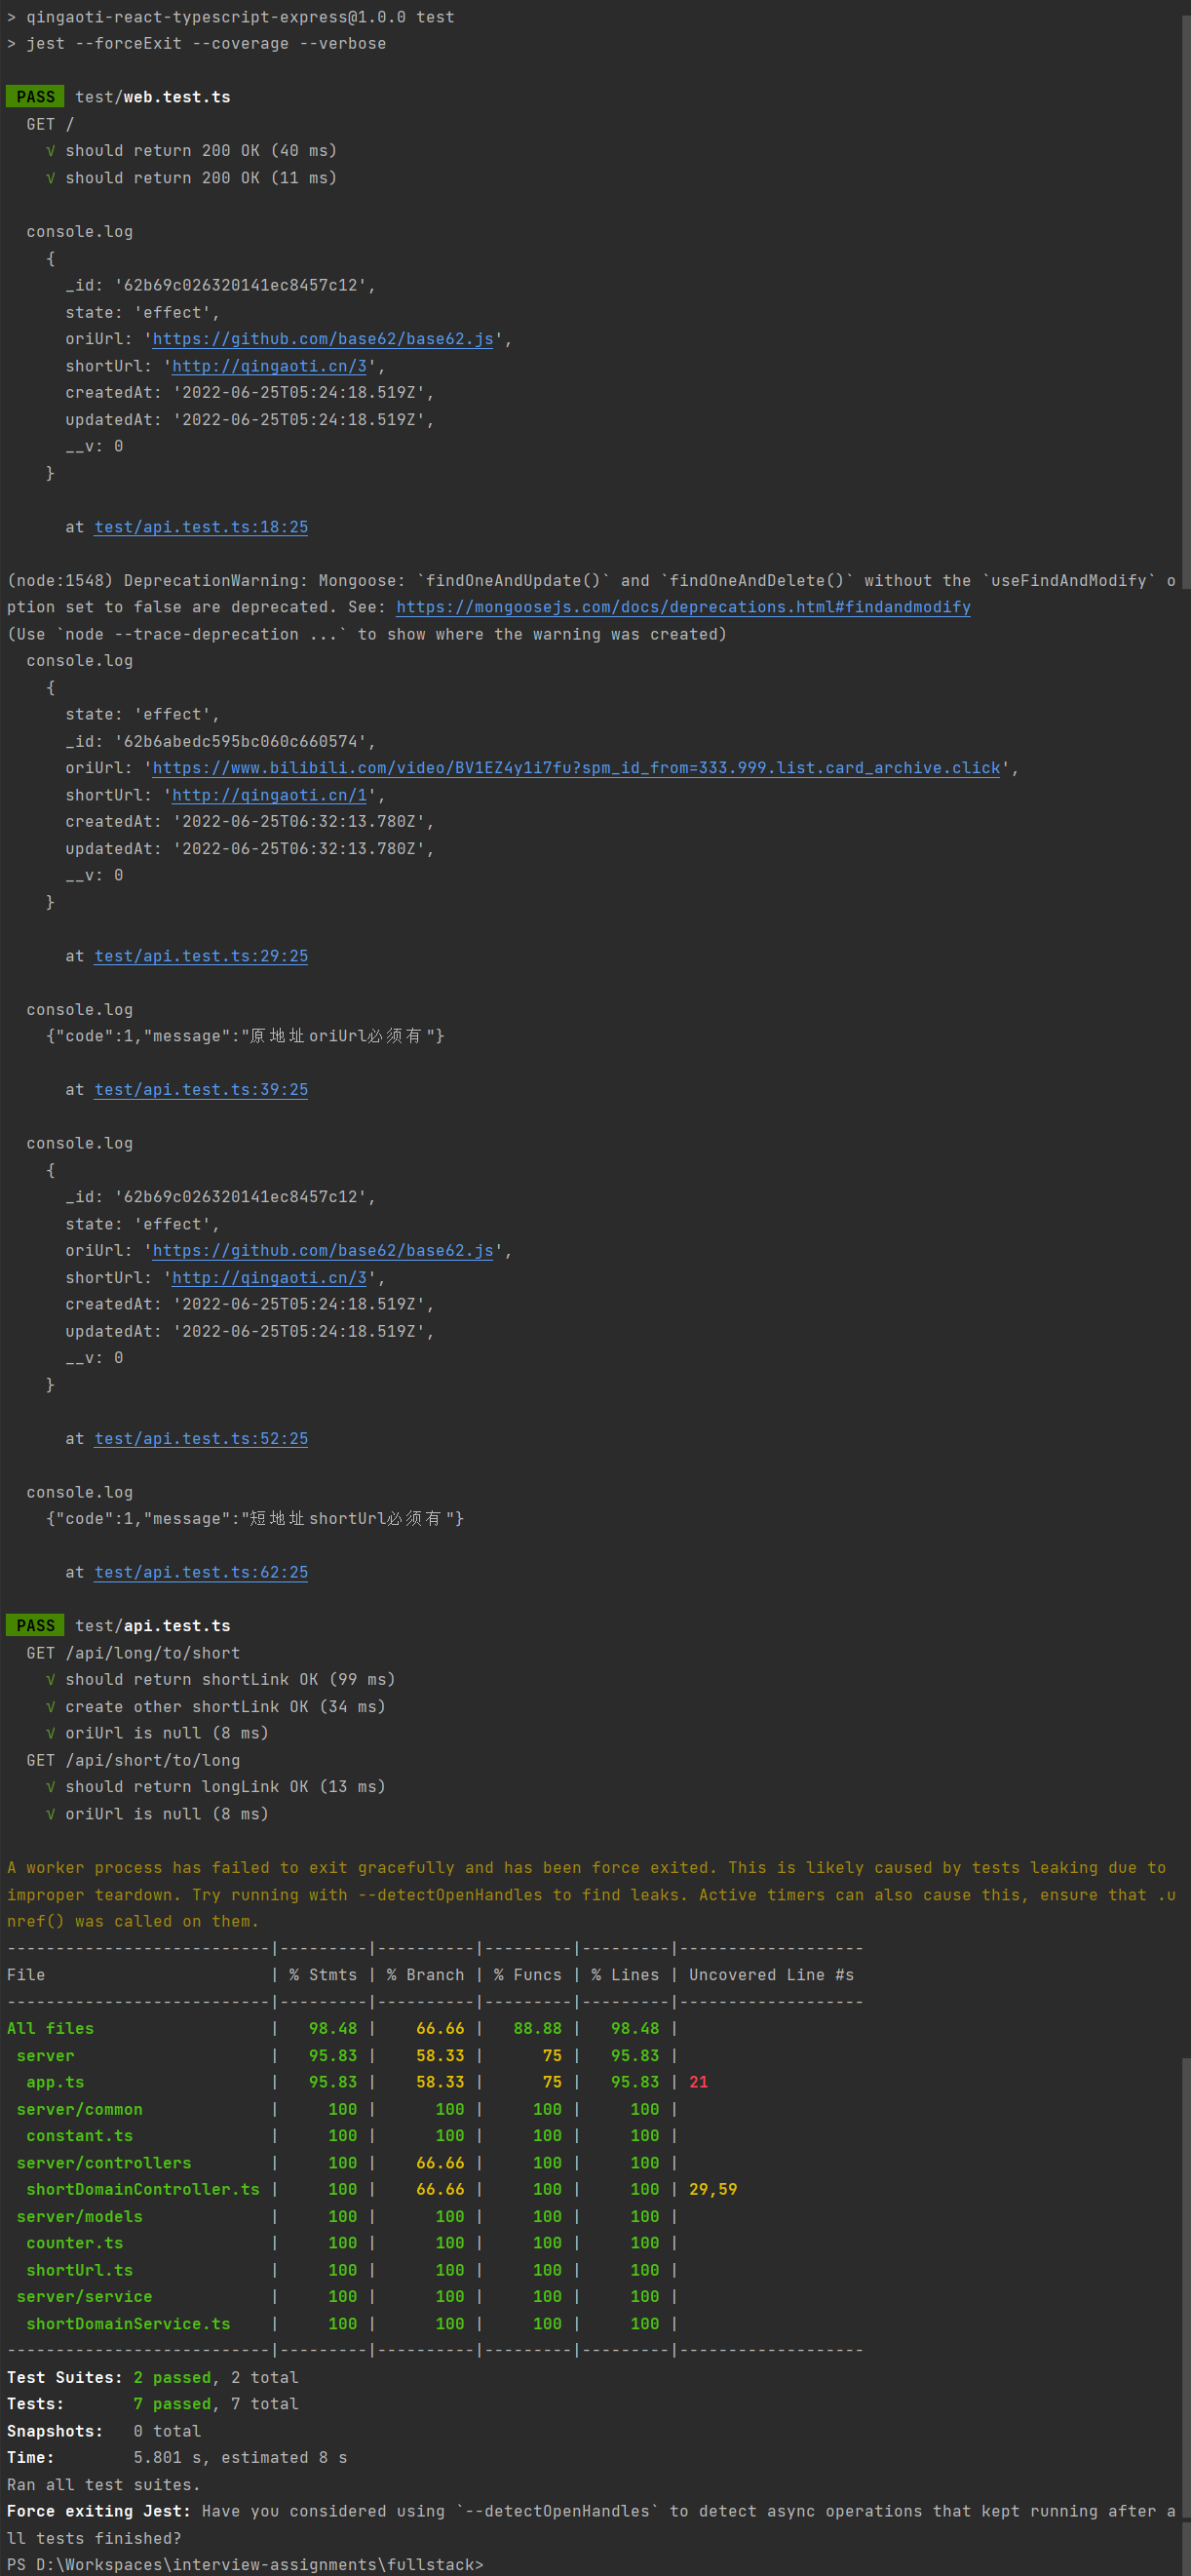 > qingaoti-react-typescript-express@1.0.0 test
> jest --forceExit --coverage --verbose
PASS test/web.test.ts
GET /
√ should return 200 OK (40 ms)
√ should return 200 OK (11 ms)
console.log
{
_id: '62b69c026320141ec8457c12',
state: 'effect',
oriUrl: 'https://github.com/base62/base62.js',
shortUrl: 'http://qingaoti.cn/3',
createdAt: '2022-06-25T05:24:18.519Z',
updatedAt: '2022-06-25T05:24:18.519Z',
__v: 0
}
at test/api.test.ts:18:25
(node:1548) DeprecationWarning: Mongoose: `findOneAndUpdate()` and `findOneAndDelete()` without the `useFindAndModify` o
ption set to false are deprecated. See: https://mongoosejs.com/docs/deprecations.html#findandmodify
(Use `node --trace-deprecation ...` to show where the warning was created)
console.log
{
state: 'effect',
_id: '62b6abedc595bc060c660574',
oriUrl: 'https://www.bilibili.com/video/BV1EZ4y1i7fu?spm_id_from=333.999.list.card_archive.click',
shortUrl: 'http://qingaoti.cn/1',
createdAt: '2022-06-25T06:32:13.780Z',
updatedAt: '2022-06-25T06:32:13.780Z',
__v: 0
}
at test/api.test.ts:29:25
console.log
{"code":1,"message":"原地址oriUrl必须有"}
at test/api.test.ts:39:25
console.log
{
_id: '62b69c026320141ec8457c12',
state: 'effect',
oriUrl: 'https://github.com/base62/base62.js',
shortUrl: 'http://qingaoti.cn/3',
createdAt: '2022-06-25T05:24:18.519Z',
updatedAt: '2022-06-25T05:24:18.519Z',
__v: 0
}
at test/api.test.ts:52:25
console.log
{"code":1,"message":"短地址shortUrl必须有"}
at test/api.test.ts:62:25
PASS test/api.test.ts
GET /api/long/to/short
√ should return shortLink OK (99 ms)
√ create other shortLink OK (34 ms)
√ oriUrl is null (8 ms)
GET /api/short/to/long
√ should return longLink OK (13 ms)
√ oriUrl is null (8 ms)
A worker process has failed to exit gracefully and has been force exited. This is likely caused by tests leaking due to
improper teardown. Try running with --detectOpenHandles to find leaks. Active timers can also cause this, ensure that .u
nref() was called on them.
---------------------------|---------|----------|---------|---------|-------------------
File                       | % Stmts | % Branch | % Funcs | % Lines | Uncovered Line #s
---------------------------|---------|----------|---------|---------|-------------------
All files                  |   98.48 |    66.66 |   88.88 |   98.48 |
server                    |   95.83 |    58.33 |      75 |   95.83 |
app.ts                   |   95.83 |    58.33 |      75 |   95.83 | 21
server/common             |     100 |      100 |     100 |     100 |
constant.ts              |     100 |      100 |     100 |     100 |
server/controllers        |     100 |    66.66 |     100 |     100 |
shortDomainController.ts |     100 |    66.66 |     100 |     100 | 29,59
server/models             |     100 |      100 |     100 |     100 |
counter.ts               |     100 |      100 |     100 |     100 |
shortUrl.ts              |     100 |      100 |     100 |     100 |
server/service            |     100 |      100 |     100 |     100 |
shortDomainService.ts    |     100 |      100 |     100 |     100 |
---------------------------|---------|----------|---------|---------|-------------------
Test Suites: 2 passed, 2 total
Tests:       7 passed, 7 total
Snapshots:   0 total
Time:        5.801 s, estimated 8 s
Ran all test suites.
Force exiting Jest: Have you considered using `--detectOpenHandles` to detect async operations that kept running after a
ll tests finished?
PS D:\Workspaces\interview-assignments\fullstack>